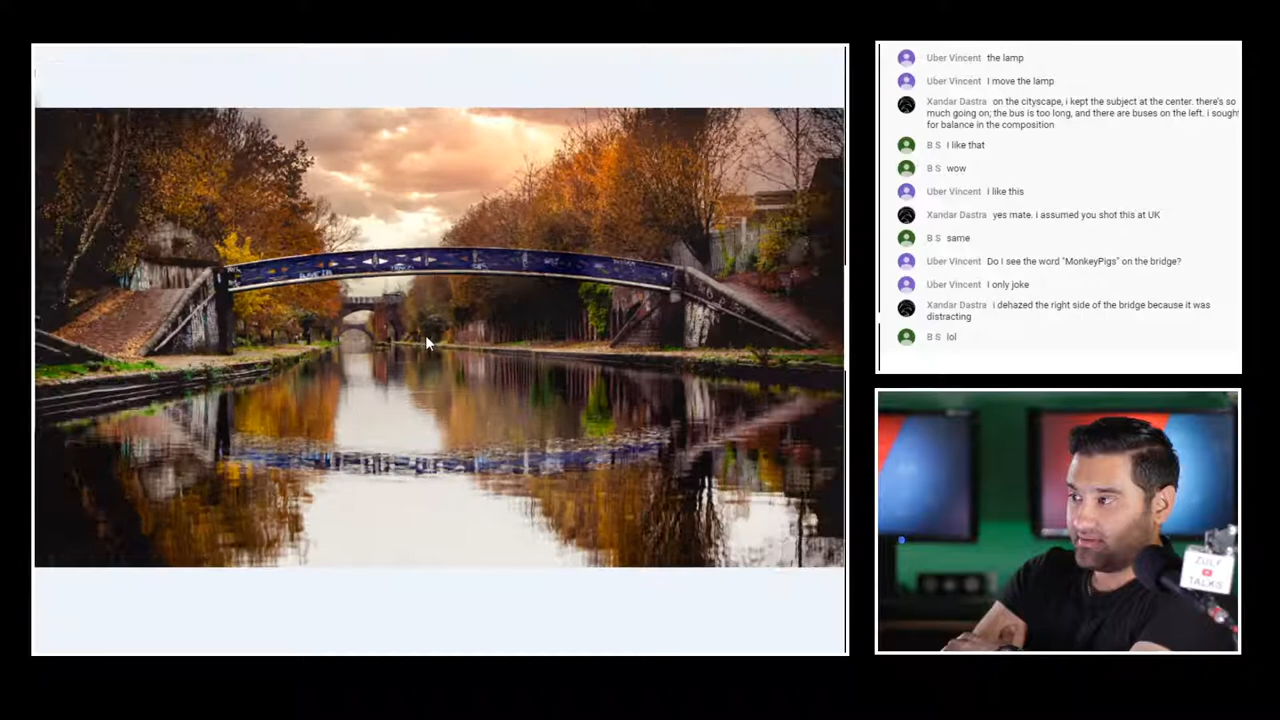 Uber Vincent the lamp
Uber Vincent I move the lamp
Xandar Dastra on the cityscape, i kept the subject at the center. there's so
much going on; the bus is too long, and there are buses on the left. i sought
for balance in the composition
B S I like that
B S wow
Uber Vincent I like this
Xandar Dastra yes mate. i assumed you shot this at UK
B S same
Uber Vincent Do I see the word "MonkeyPigs" on the bridge?
Uber Vincent I only joke
Xandar Dastra i dehazed the right side of the bridge because it was
distracting
B S lol
ZULF
TALKS